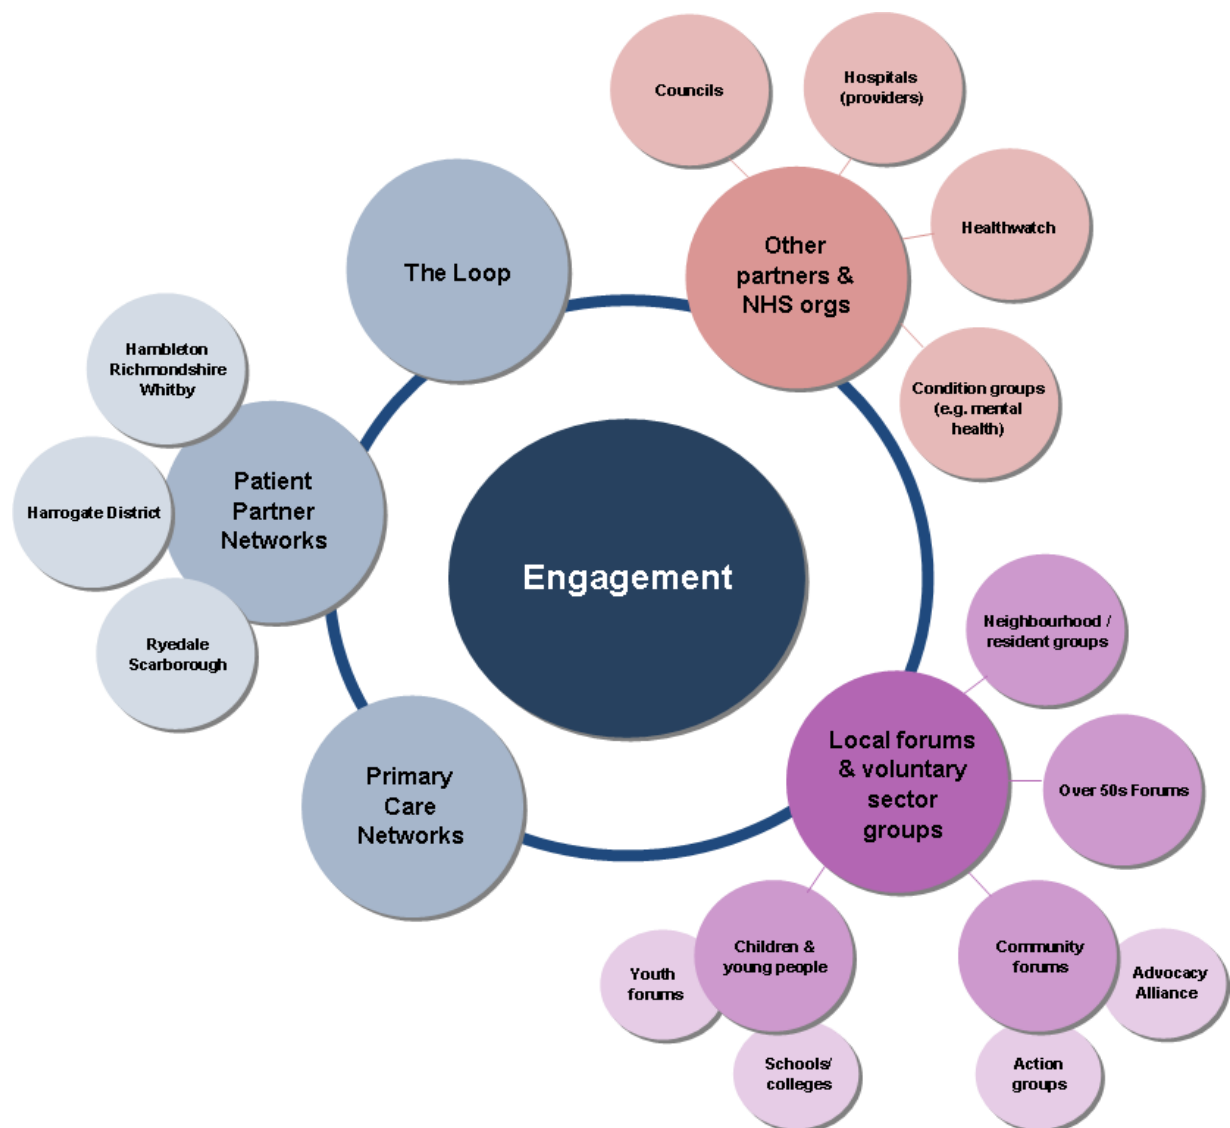 Councils
Hospitals
(providers)
Healthwatch
Condition groups
(e.g. mental
health)
Other
partners &
NHS orgs
The Loop
Hambleton
Richmondshire
Whitby
Harrogate District
Ryedale
Scarborough
Patient
Partner
Networks
Engagement
Primary
Care
Networks
Neighbourhood /
resident groups
Local forums
& voluntary
sector
groups
Over 50s Forums
Children &
young people
Youth
forums
Schools/
colleges
Community
forums
Advocacy
Alliance
Action
groups